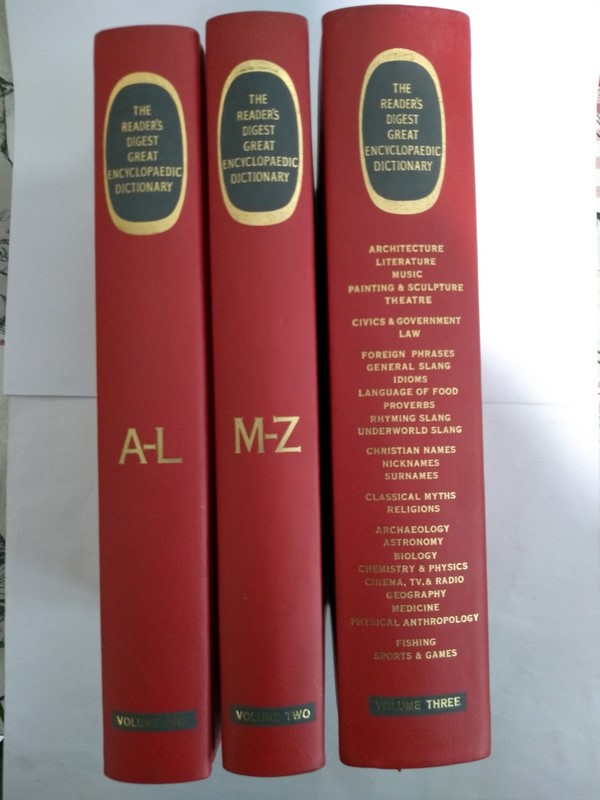 THE
READER'S
DIGEST
GREAT
ENCYCLOPAEDIC
DICTIONARY
A-L
VOLUME ONE
THE
READER'S
DIGEST
GREAT
ENCYCLOPAEDIC
DICTIONARY
M-Z
VOLUME TWO
THE
READER'S
DIGEST
GREAT
ENCYCLOPAEDIC
DICTIONARY
ARCHITECTURE
LITERATURE
MUSIC
PAINTING & SCULPTURE
THEATRE
CIVICS & GOVERNMENT
LAW
FOREIGN PHRASES
GENERAL SLANG
IDIOMS
LANGUAGE OF FOOD
PROVERBS
RHYMING SLANG
UNDERWORLD SLANG
CHRISTIAN NAMES
NICKNAMES
SURNAMES
CLASSICAL MYTHS
RELIGIONS
ARCHAEOLOGY
ASTRONOMY
BIOLOGY
CHEMISTRY & PHYSICS
CINEMA, TV, & RADIO
GEOGRAPHY
MEDICINE
PHYSICAL ANTHROPOLOGY
FISHING
SPORTS & GAMES
VOLUME THREE